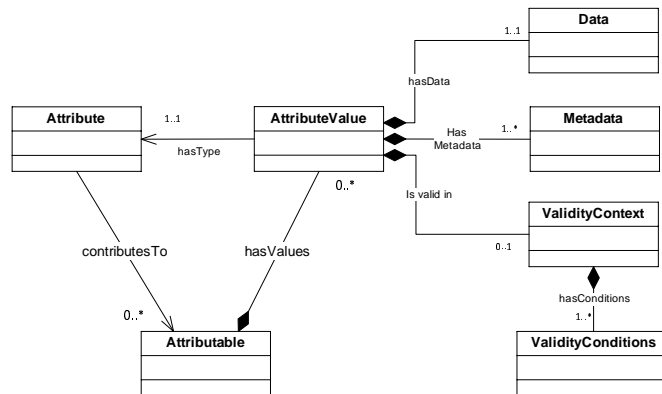 Data
1..1
hasData
Attribute
1..1
hasType
AttributeValue
Has
Metadata
1..*
Metadata
0..*
Is valid in
0..1
ValidityContext
contributesTo
hasValues
hasConditions
0..*
1..*
Attributable
ValidityConditions